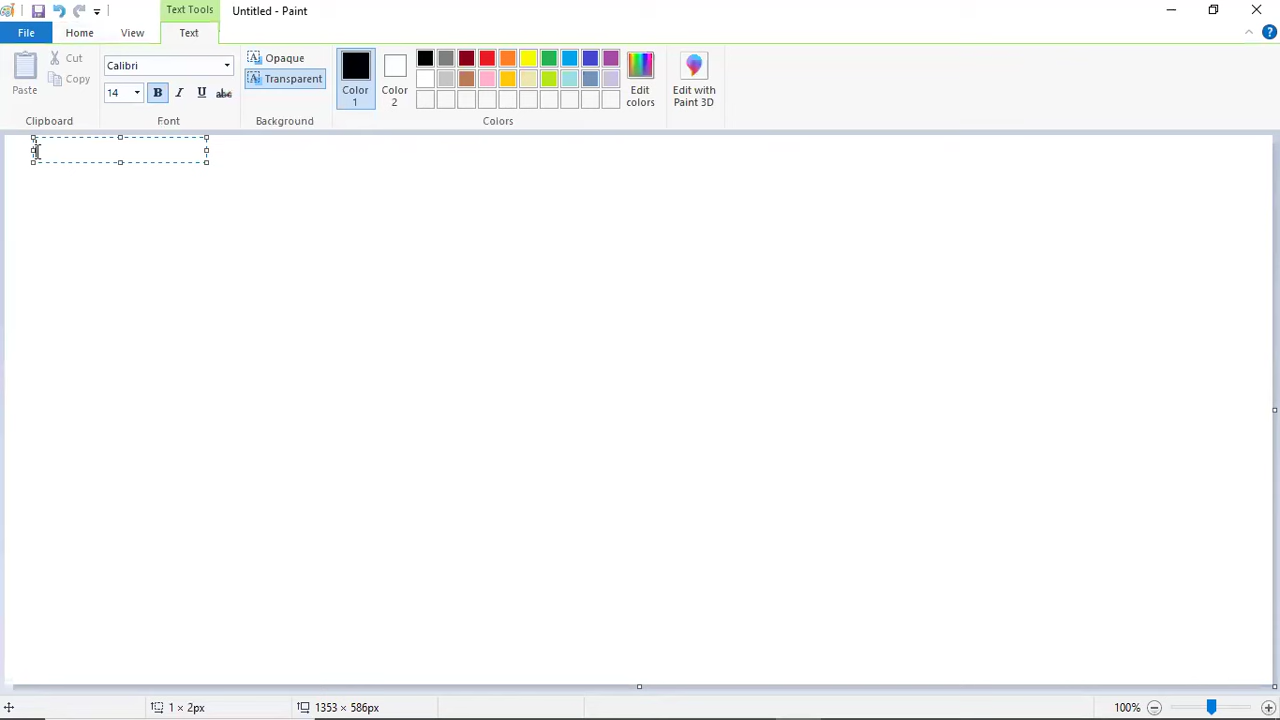 Text Tools
Untitled - Paint
File
Home
View
Text
Paste
Cut
Copy
Clipboard
Calibri
14
B
I
U
abc
Font
Opaque
Transparent
Background
Color 1
Color 2
Edit colors
Colors
Edit with Paint 3D
1 × 2px
1353 × 586px
100%